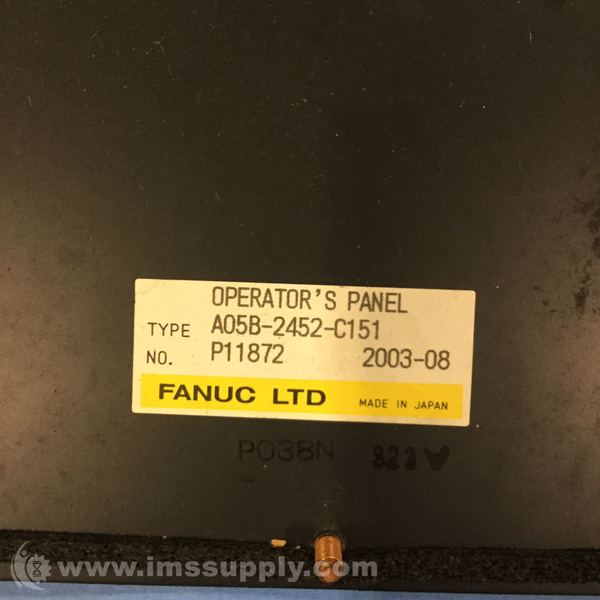 OPERATOR'S PANEL
TYPE A05B-2452-C151
NO. P11872 2003-08
FANUC LTD MADE IN JAPAN
P038N 823
www.imssupply.com